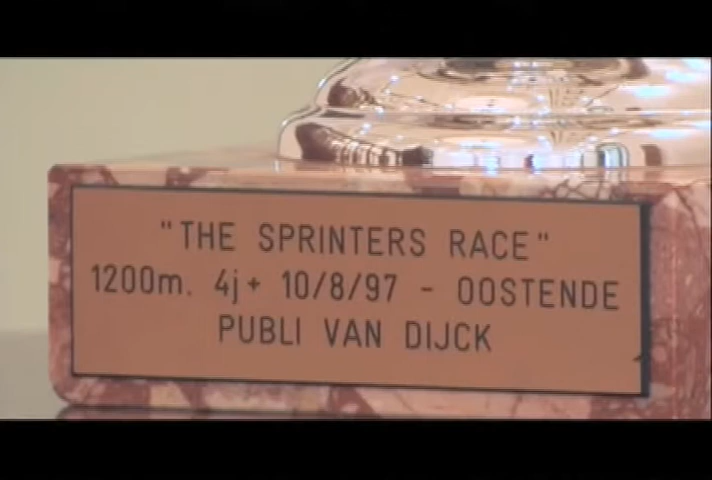 "THE SPRINTERS RACE"
1200m. 4j+ 10/8/97 - OOSTENDE
PUBLI VAN DIJCK